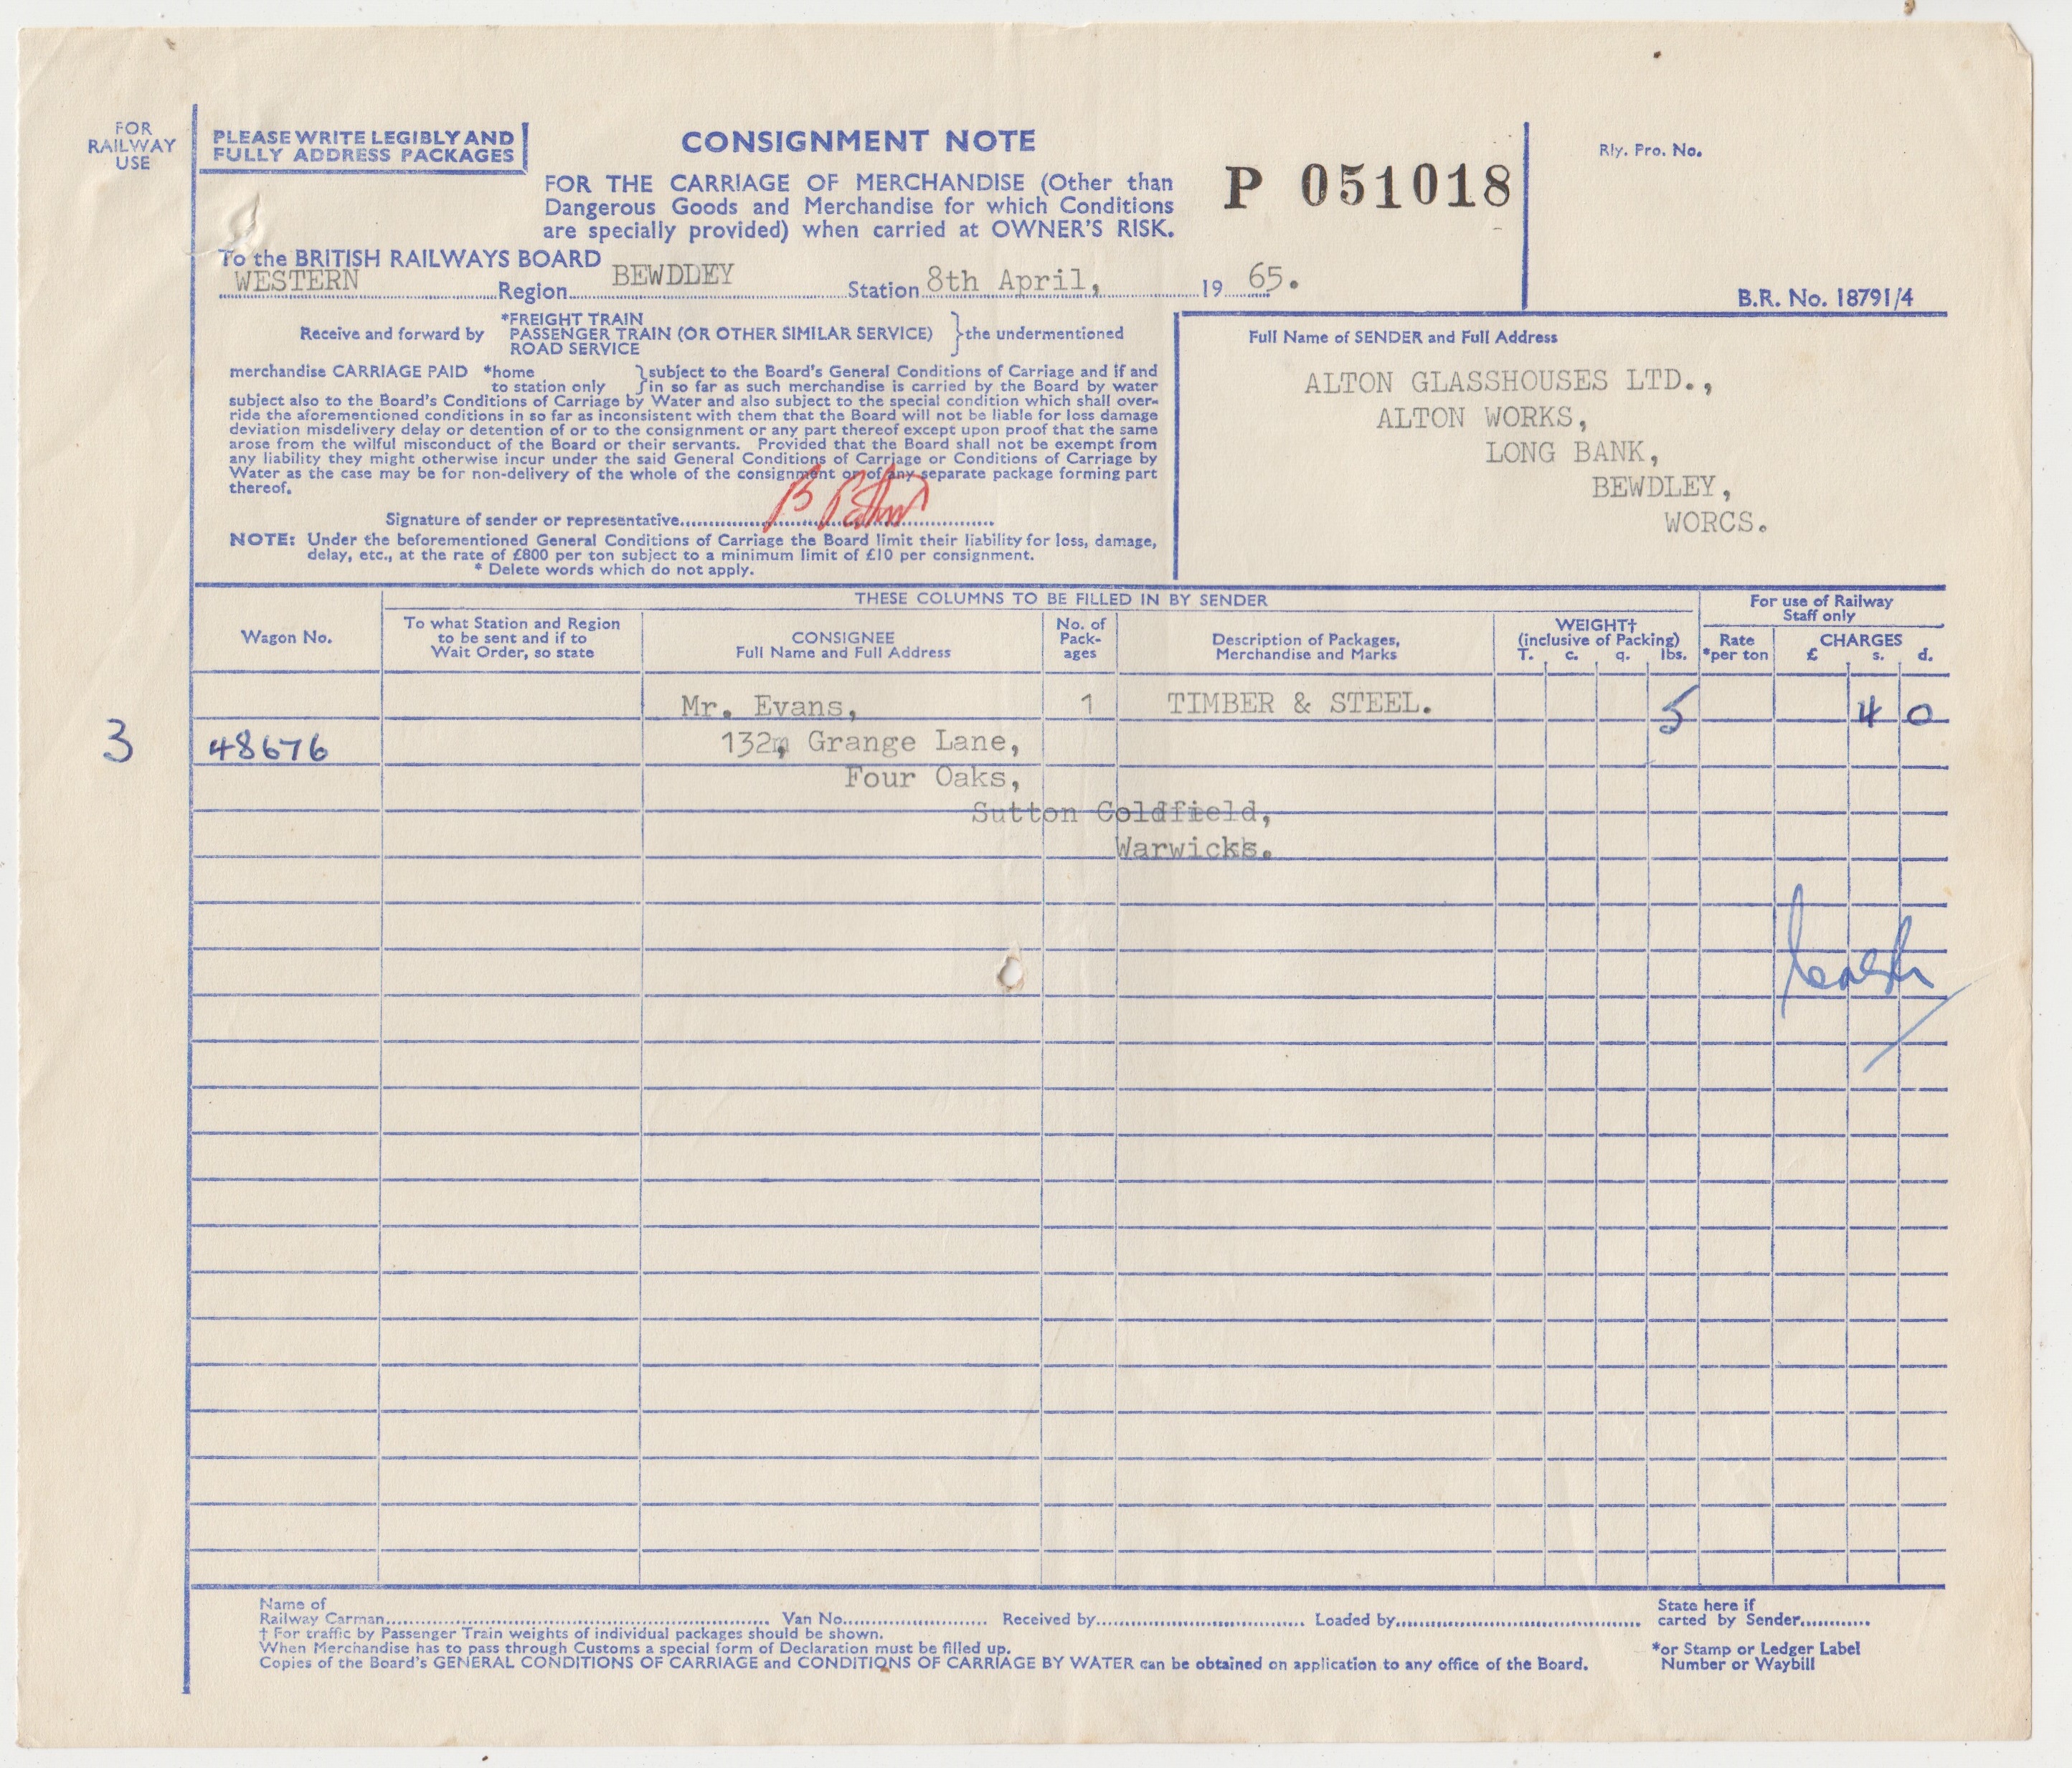 FOR
RAILWAY
USE
PLEASE WRITE LEGIBLY AND
FULLY ADDRESS PACKAGES
CONSIGNMENT NOTE
FOR THE CARRIAGE OF MERCHANDISE (Other than
Dangerous Goods and Merchandise for which Conditions
are specially provided) when carried at OWNER'S RISK.
P 051018
Rly. Pro. No.
B.R. No. 18791/4
To the BRITISH RAILWAYS BOARD
WESTERN Region BEWDLEY Station 8th April, 19 65.
Receive and forward by *FREIGHT TRAIN
PASSENGER TRAIN (OR OTHER SIMILAR SERVICE) } the undermentioned
ROAD SERVICE
merchandise CARRIAGE PAID *home } subject to the Board's General Conditions of Carriage and if and
to station only } in so far as such merchandise is carried by the Board by water
subject also to the Board's Conditions of Carriage by Water and also subject to the special condition which shall over-
ride the aforementioned conditions in so far as inconsistent with them that the Board will not be liable for loss damage
deviation misdelivery delay or detention of or to the consignment or any part thereof except upon proof that the same
arose from the wilful misconduct of the Board or their servants. Provided that the Board shall not be exempt from
any liability they might otherwise incur under the said General Conditions of Carriage or Conditions of Carriage by
Water as the case may be for non-delivery of the whole of the consignment or of any separate package forming part
thereof.
Signature of sender or representative B
NOTE: Under the beforementioned General Conditions of Carriage the Board limit their liability for loss, damage,
delay, etc., at the rate of £800 per ton subject to a minimum limit of £10 per consignment.
* Delete words which do not apply.
Full Name of SENDER and Full Address
ALTON GLASSHOUSES LTD.,
ALTON WORKS,
LONG BANK,
BEWDLEY,
WORCS.
THESE COLUMNS TO BE FILLED IN BY SENDER
For use of Railway
Staff only
Wagon No.
To what Station and Region
to be sent and if to
Wait Order, so state
CONSIGNEE
Full Name and Full Address
No. of
Pack-
ages
Description of Packages,
Merchandise and Marks
WEIGHT†
(inclusive of Packing)
T. c. q. lbs.
Rate
*per ton
CHARGES
£ s. d.
Mr. Evans, 1 TIMBER & STEEL. 5 4 0
3 48676 132, Grange Lane,
Four Oaks,
Sutton Coldfield,
Warwicks.
Cash
Name of
Railway Carman Van No. Received by Loaded by
State here if
carted by Sender
† For traffic by Passenger Train weights of individual packages should be shown.
When Merchandise has to pass through Customs a special form of Declaration must be filled up.
Copies of the Board's GENERAL CONDITIONS OF CARRIAGE and CONDITIONS OF CARRIAGE BY WATER can be obtained on application to any office of the Board.
*or Stamp or Ledger Label
Number or Waybill